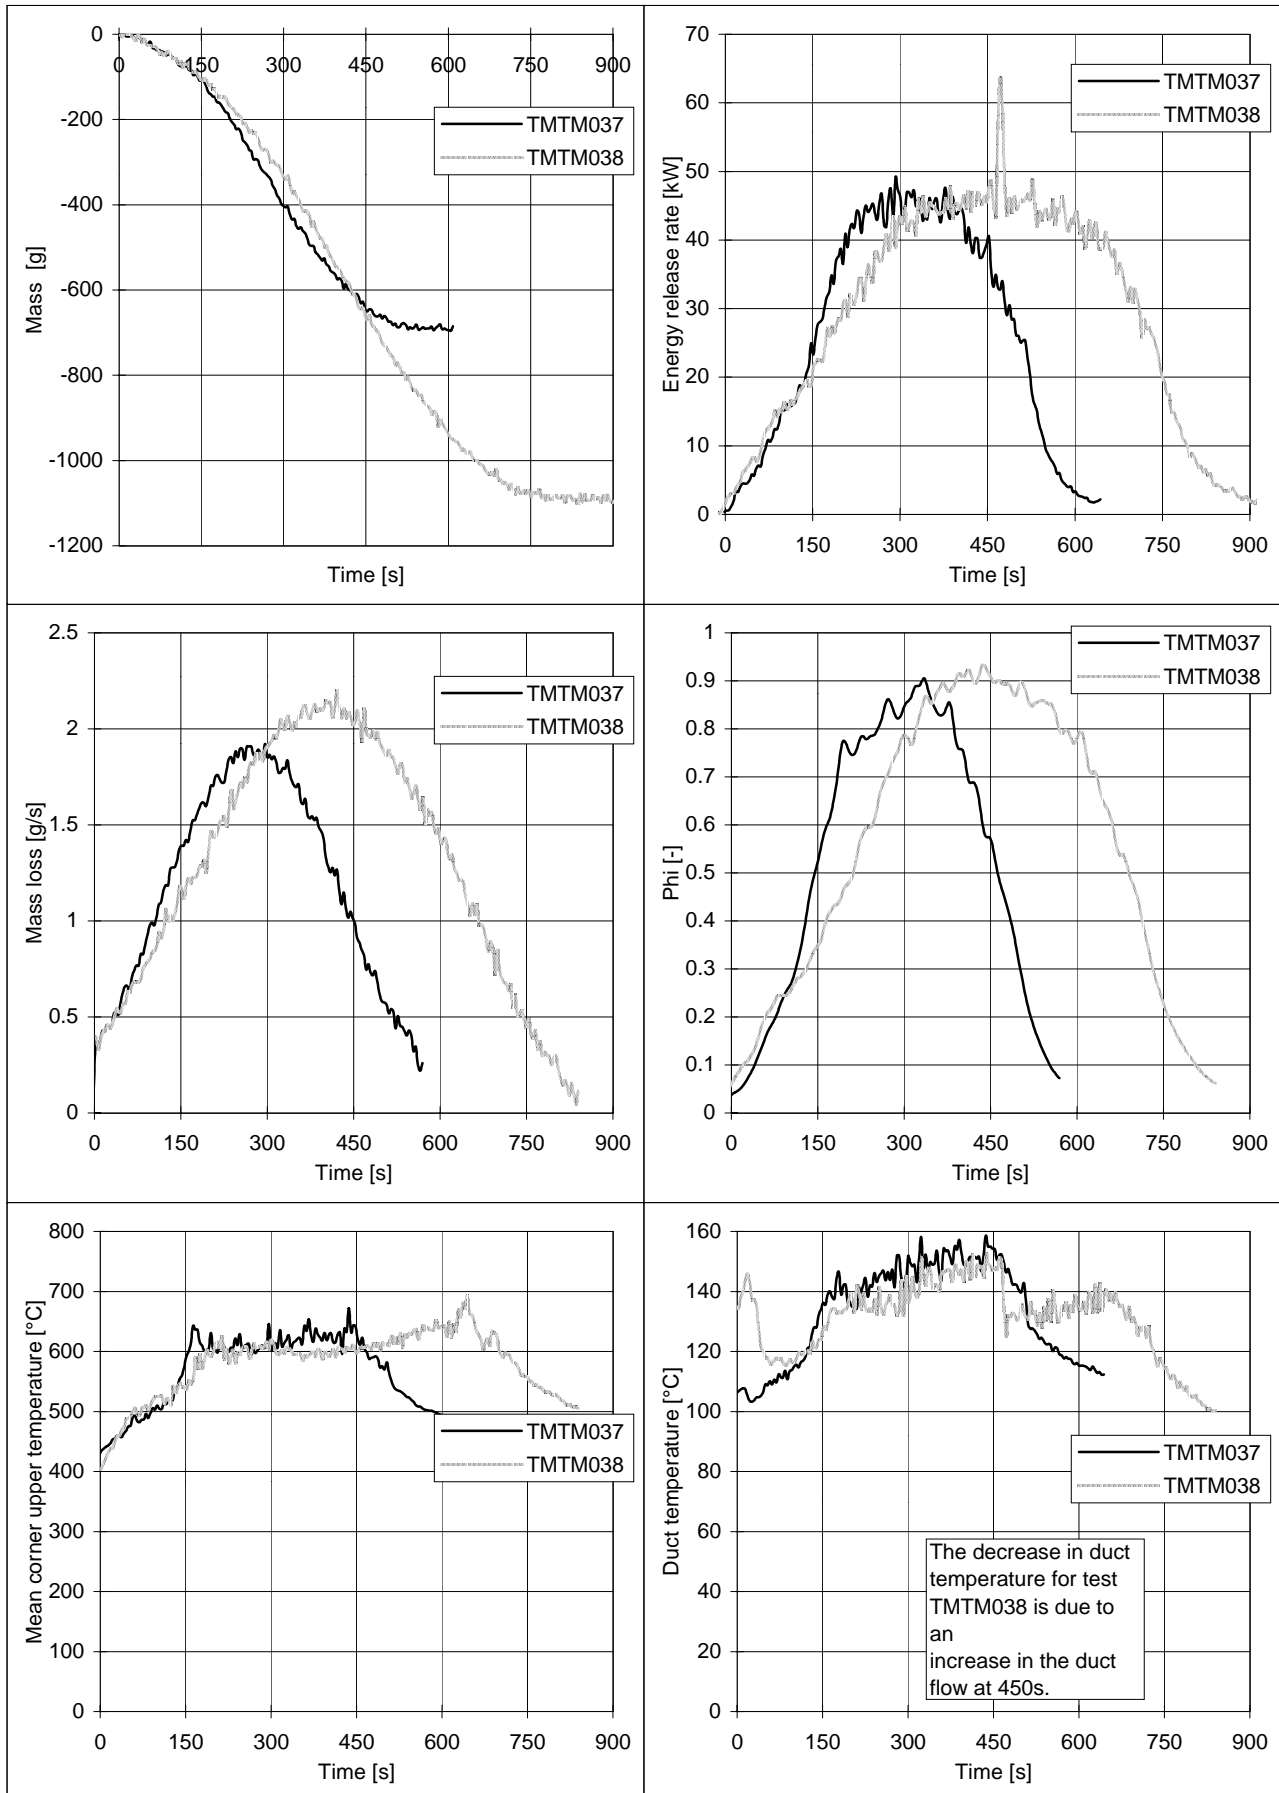 0
-200
-400
-600
-800
-1000
-1200
0 150 300 450 600 750 900
Mass [g]
Time [s]
TMTM037
TMTM038
70
60
50
40
30
20
10
0
0 150 300 450 600 750 900
Energy release rate [kW]
Time [s]
TMTM037
TMTM038
2.5
2
1.5
1
0.5
0
0 150 300 450 600 750 900
Mass loss [g/s]
Time [s]
TMTM037
TMTM038
1
0.9
0.8
0.7
0.6
0.5
0.4
0.3
0.2
0.1
0
0 150 300 450 600 750 900
Phi [-]
Time [s]
TMTM037
TMTM038
800
700
600
500
400
300
200
100
0
0 150 300 450 600 750 900
Mean corner upper temperature [°C]
Time [s]
TMTM037
TMTM038
160
140
120
100
80
60
40
20
0
0 150 300 450 600 750 900
Duct temperature [°C]
Time [s]
TMTM037
TMTM038
The decrease in duct
temperature for test
TMTM038 is due to
an
increase in the duct
flow at 450s.